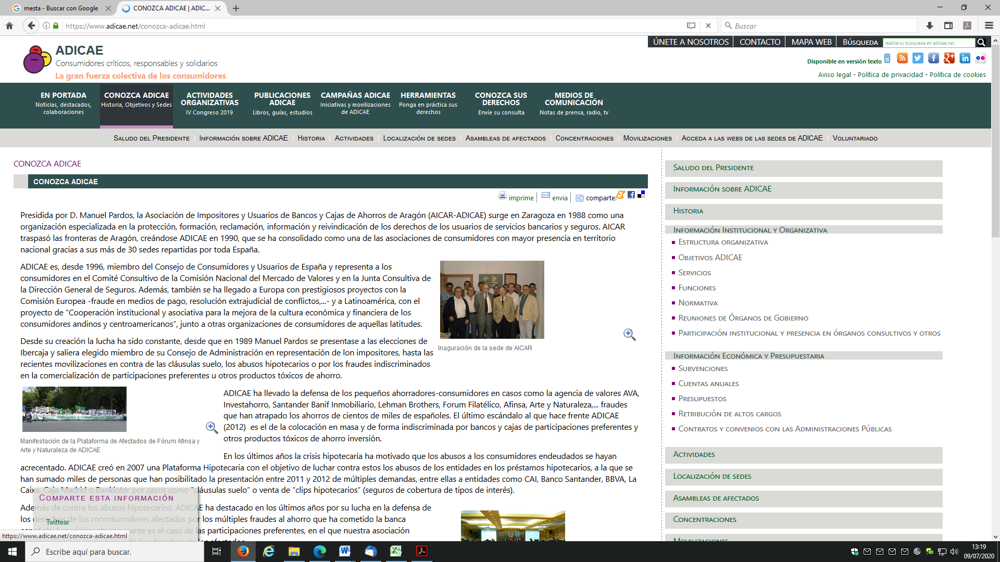 mesta - Buscar con Google
CONOZCA ADICAE | ADIC...
https://www.adicae.net/conozca-adicae.html
Buscar
ÚNETE A NOSOTROS
CONTACTO
MAPA WEB
BÚSQUEDA
realice su búsqueda en adicae.net
ADICAE
Consumidores críticos, responsables y solidarios
La gran fuerza colectiva de los consumidores
Disponible en versión texto
Aviso legal - Política de privacidad - Política de cookies
EN PORTADA
Noticias, destacados,
colaboraciones
CONOZCA ADICAE
Historia, Objetivos y Sedes
ACTIVIDADES
ORGANIZATIVAS
IV Congreso 2019
PUBLICACIONES
ADICAE
Libros, guías, estudios
CAMPAÑAS ADICAE
Iniciativas y movilizaciones
de ADICAE
HERRAMIENTAS
Ponga en práctica sus
derechos
CONOZCA SUS
DERECHOS
Envíe su consulta
MEDIOS DE
COMUNICACIÓN
Notas de prensa, radio, tv
SALUDO DEL PRESIDENTE | INFORMACIÓN SOBRE ADICAE | HISTORIA | ACTIVIDADES | LOCALIZACIÓN DE SEDES | ASAMBLEAS DE AFECTADOS | CONCENTRACIONES | MOVILIZACIONES | ACCEDA A LAS WEBS DE LAS SEDES DE ADICAE | VOLUNTARIADO
CONOZCA ADICAE
CONOZCA ADICAE
imprime
envia
comparte:
Presidida por D. Manuel Pardos, la Asociación de Impositores y Usuarios de Bancos y Cajas de Ahorros de Aragón (AICAR-ADICAE) surge en Zaragoza en 1988 como una
organización especializada en la protección, formación, reclamación, información y reivindicación de los derechos de los usuarios de servicios bancarios y seguros. AICAR
traspasó las fronteras de Aragón, creándose ADICAE en 1990, que se ha consolidado como una de las asociaciones de consumidores con mayor presencia en territorio
nacional gracias a sus más de 30 sedes repartidas por toda España.
ADICAE es, desde 1996, miembro del Consejo de Consumidores y Usuarios de España y representa a los
consumidores en el Comité Consultivo de la Comisión Nacional del Mercado de Valores y en la Junta Consultiva de
la Dirección General de Seguros. Además, también se ha llegado a Europa con prestigiosos proyectos con la
Comisión Europea -fraude en medios de pago, resolución extrajudicial de conflictos,...- y a Latinoamérica, con el
proyecto de “Cooperación institucional y asociativa para la mejora de la cultura económica y financiera de los
consumidores andinos y centroamericanos”, junto a otras organizaciones de consumidores de aquellas latitudes.
Inaguración de la sede de AICAR
Desde su creación la lucha ha sido constante, desde que en 1989 Manuel Pardos se presentase a las elecciones de
Ibercaja y saliera elegido miembro de su Consejo de Administración en representación de lon impositores, hasta las
recientes movilizaciones en contra de las cláusulas suelo, los abusos hipotecarios o por los fraudes indiscriminados
en la comercialización de participaciones preferentes u otros productos tóxicos de ahorro.
Manifestación de la Plataforma de Afectados de Fórum Afinsa y
Arte y Naturaleza de ADICAE
ADICAE ha llevado la defensa de los pequeños ahorradores-consumidores en casos como la agencia de valores AVA,
Investahorro, Santander Banif Inmobiliario, Lehman Brothers, Forum Filatélico, Afinsa, Arte y Naturaleza,... fraudes
que han atrapado los ahorros de cientos de miles de españoles. El último escándalo al que hace frente ADICAE
(2012) es el de la colocación en masa y de forma indiscriminada por bancos y cajas de participaciones preferentes y
otros productos tóxicos de ahorro inversión.
En los últimos años la crisis hipotecaria ha motivado que los abusos a los consumidores endeudados se hayan
acrecentado. ADICAE creó en 2007 una Plataforma Hipotecaria con el objetivo de luchar contra estos los abusos de los entidades en los préstamos hipotecarios, a la que se
han sumado miles de personas que han posibilitado la presentación entre 2011 y 2012 de múltiples demandas, entre ellas a entidades como CAI, Banco Santander, BBVA, La
Caixa, Caja Madrid o Bankinter por casos como “cláusulas suelo” o venta de “clips hipotecarios” (seguros de cobertura de tipos de interés).
Además de contra los abusos hipotecarios, ADICAE ha destacado en los últimos años por su lucha en la defensa de
los derechos de los rnconsumidores afectados por los múltiples fraudes al ahorro que ha cometido la banca
es el caso de las participaciones preferentes, en el que nuestra asociación
COMPARTE ESTA INFORMACIÓN
Twittear
https://www.adicae.net/conozca-adicae.html
SALUDO DEL PRESIDENTE
INFORMACIÓN SOBRE ADICAE
HISTORIA
INFORMACIÓN INSTITUCIONAL Y ORGANIZATIVA
ESTRUCTURA ORGANIZATIVA
OBJETIVOS ADICAE
SERVICIOS
FUNCIONES
NORMATIVA
REUNIONES DE ÓRGANOS DE GOBIERNO
PARTICIPACIÓN INSTITUCIONAL Y PRESENCIA EN ÓRGANOS CONSULTIVOS Y OTROS
INFORMACIÓN ECONÓMICA Y PRESUPUESTARIA
SUBVENCIONES
CUENTAS ANUALES
PRESUPUESTOS
RETRIBUCIÓN DE ALTOS CARGOS
CONTRATOS Y CONVENIOS CON LAS ADMINISTRACIONES PÚBLICAS
ACTIVIDADES
LOCALIZACIÓN DE SEDES
ASAMBLEAS DE AFECTADOS
CONCENTRACIONES
MOVILIZACIONES
Escribe aquí para buscar.
13:19
09/07/2020